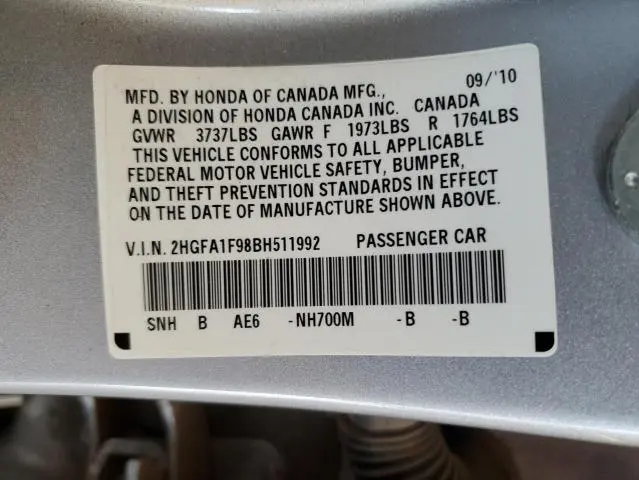 MFD. BY HONDA OF CANADA MFG., 09/'10
A DIVISION OF HONDA CANADA INC. CANADA
GVWR 3737LBS GAWR F 1973LBS R 1764LBS
THIS VEHICLE CONFORMS TO ALL APPLICABLE
FEDERAL MOTOR VEHICLE SAFETY, BUMPER,
AND THEFT PREVENTION STANDARDS IN EFFECT
ON THE DATE OF MANUFACTURE SHOWN ABOVE.
V.I.N. 2HGFA1F98BH511992 PASSENGER CAR
SNH B AE6 -NH700M -B -B